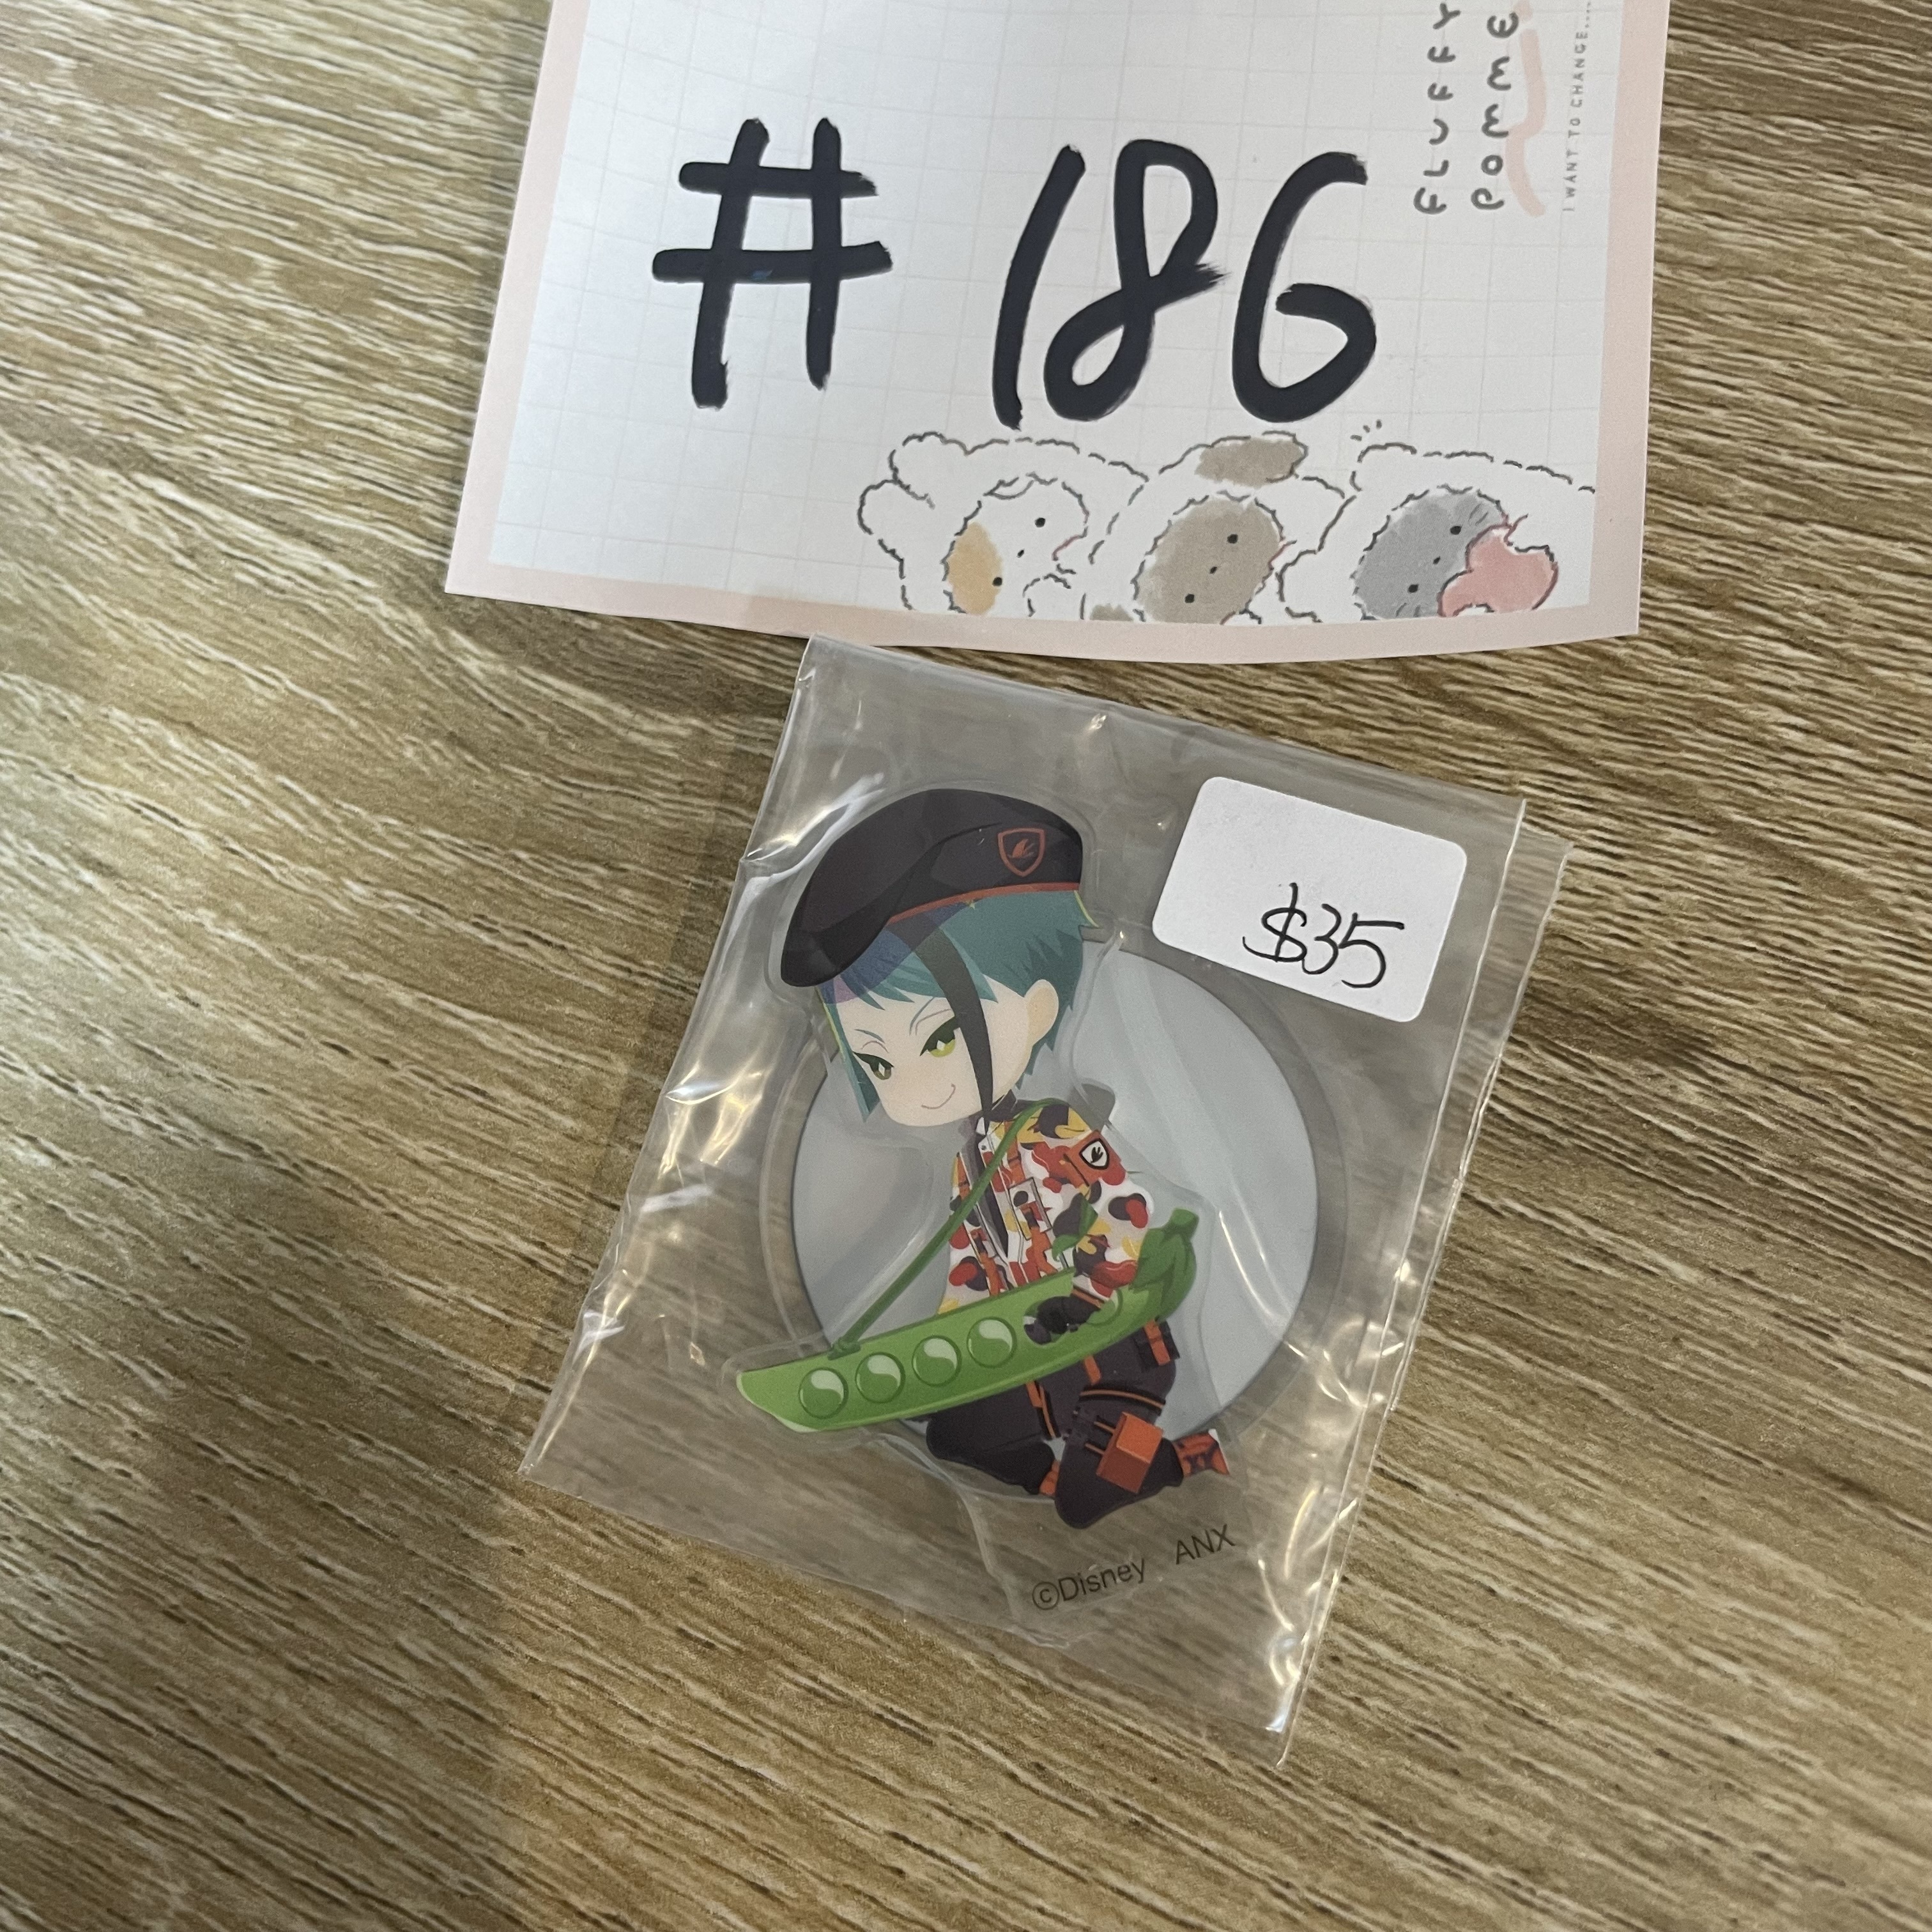 FLUFFY
POMME
I WANT TO CHANGE....
# 186
$35
©Disney ANX